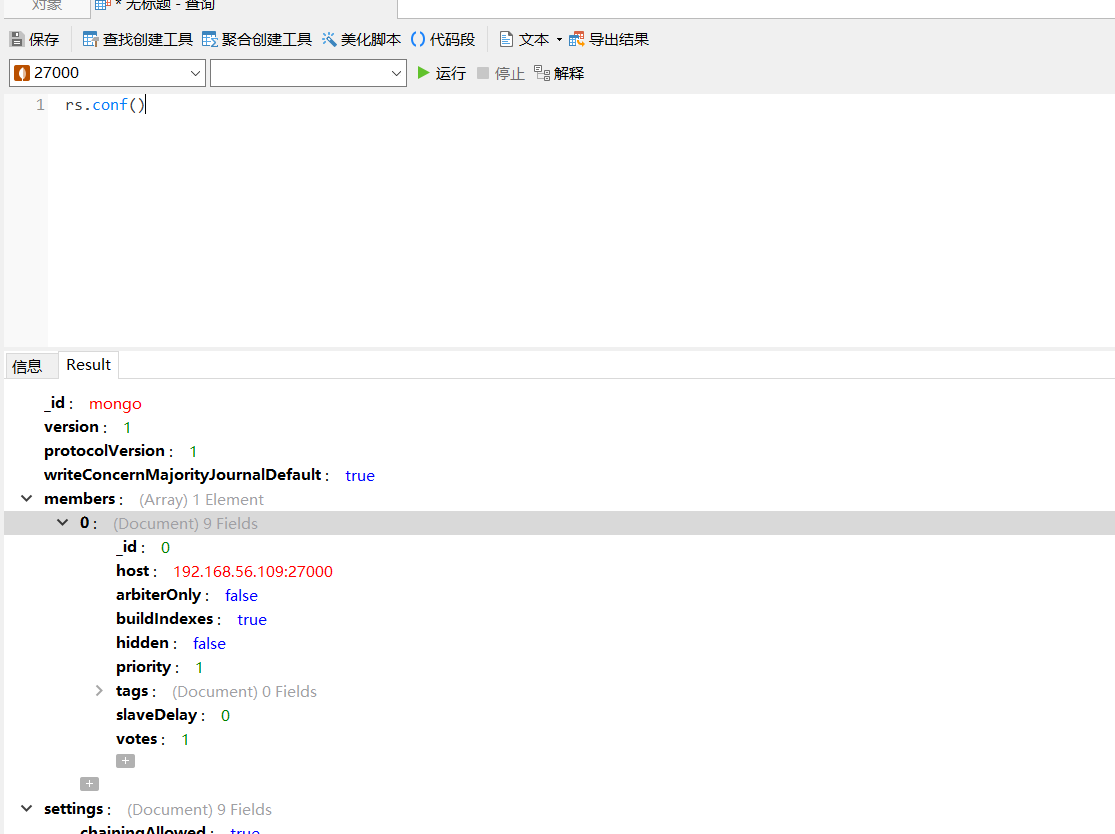 对象 * 无标题 - 查询
保存 查找创建工具 聚合创建工具 美化脚本 () 代码段 文本 导出结果
27000 运行 停止 解释
1 rs.conf()
信息 Result
_id : mongo
version : 1
protocolVersion : 1
writeConcernMajorityJournalDefault : true
members : (Array) 1 Element
0 : (Document) 9 Fields
_id : 0
host : 192.168.56.109:27000
arbiterOnly : false
buildIndexes : true
hidden : false
priority : 1
tags : (Document) 0 Fields
slaveDelay : 0
votes : 1
settings : (Document) 9 Fields
chainingAllowed : true